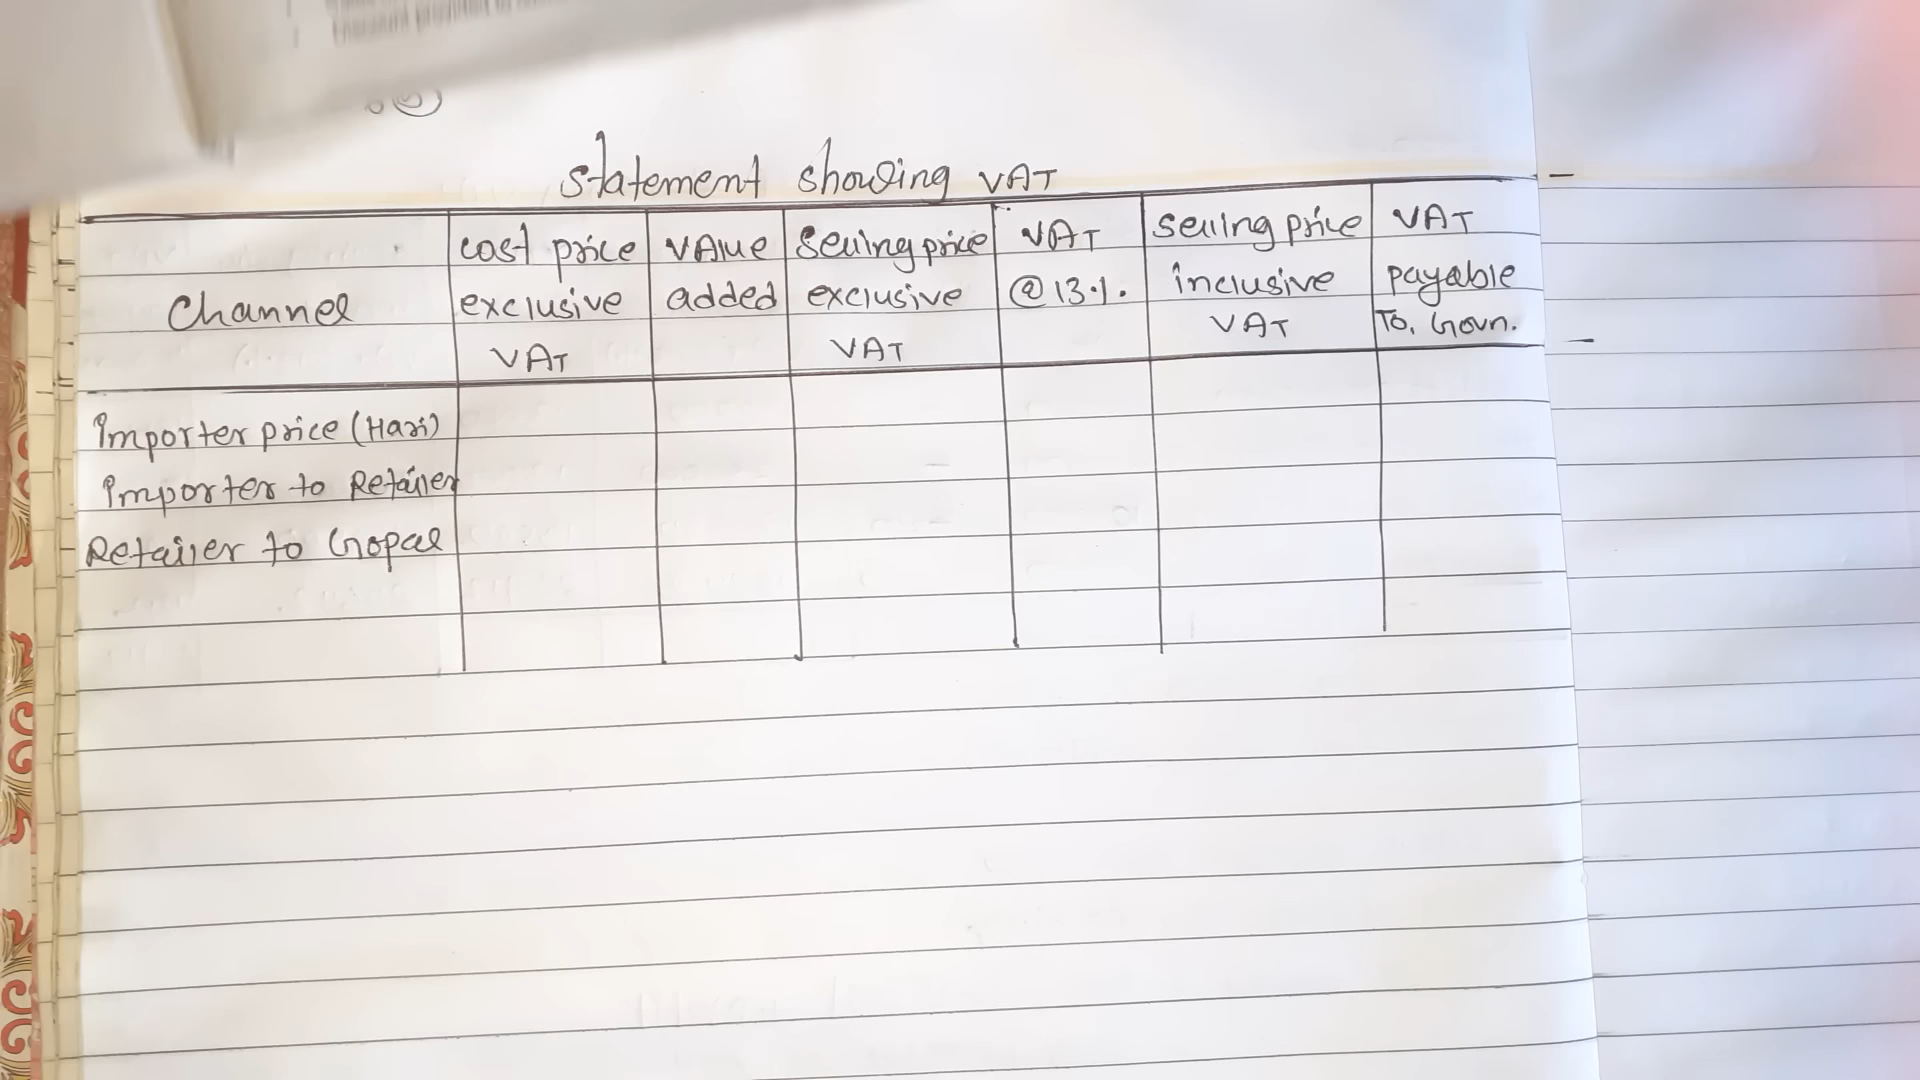 Statement showing VAT
Channel
cost price
exclusive
VAT
value
added
Selling price
exclusive
VAT
VAT
@ 13%.
Selling price
inclusive
VAT
VAT
payable
To, Govn.
Importer price (Hari)
Importer to Retailer
Retailer to Gopal